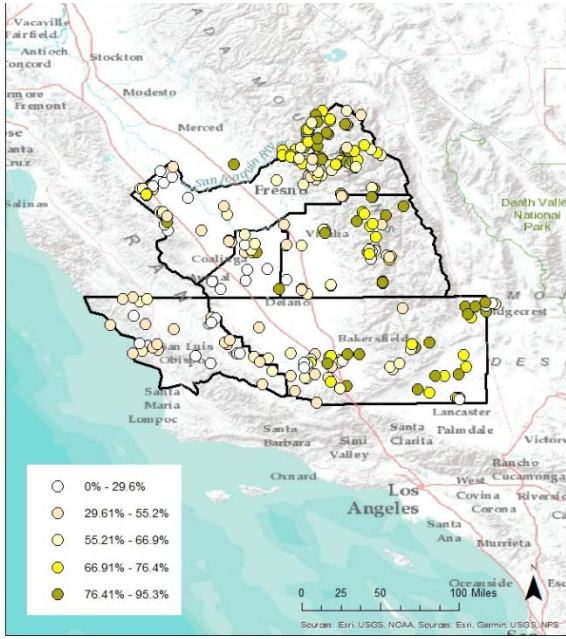 Vacaville
Fairfield
Antioch
Concord
Stockton
Fremont
Modesto
Merced
Santa
Cruz
San Joaquin
Salinas
Fresno
Death Valley
National
Park
Visalia
Coalinga
Delano
Ridgecrest
San Luis
Obispo
Bakersfield
Santa
Maria
Lompoc
Lancaster
Palmdale
Santa
Barbara
Simi
Valley
Santa
Clarita
Victorv
Oxnard
Los
Angeles
West
Covina
Corona
Rancho
Cucamonga
Riversid
Santa
Ana
Murrieta
Oceanside
Esc
0% - 29.6%
29.61% - 55.2%
55.21% - 66.9%
66.91% - 76.4%
76.41% - 95.3%
N
0 25 50 100 Miles
Sources: Esri, USGS, NOAA, Sources: Esri, Garmin, USGS, NPS